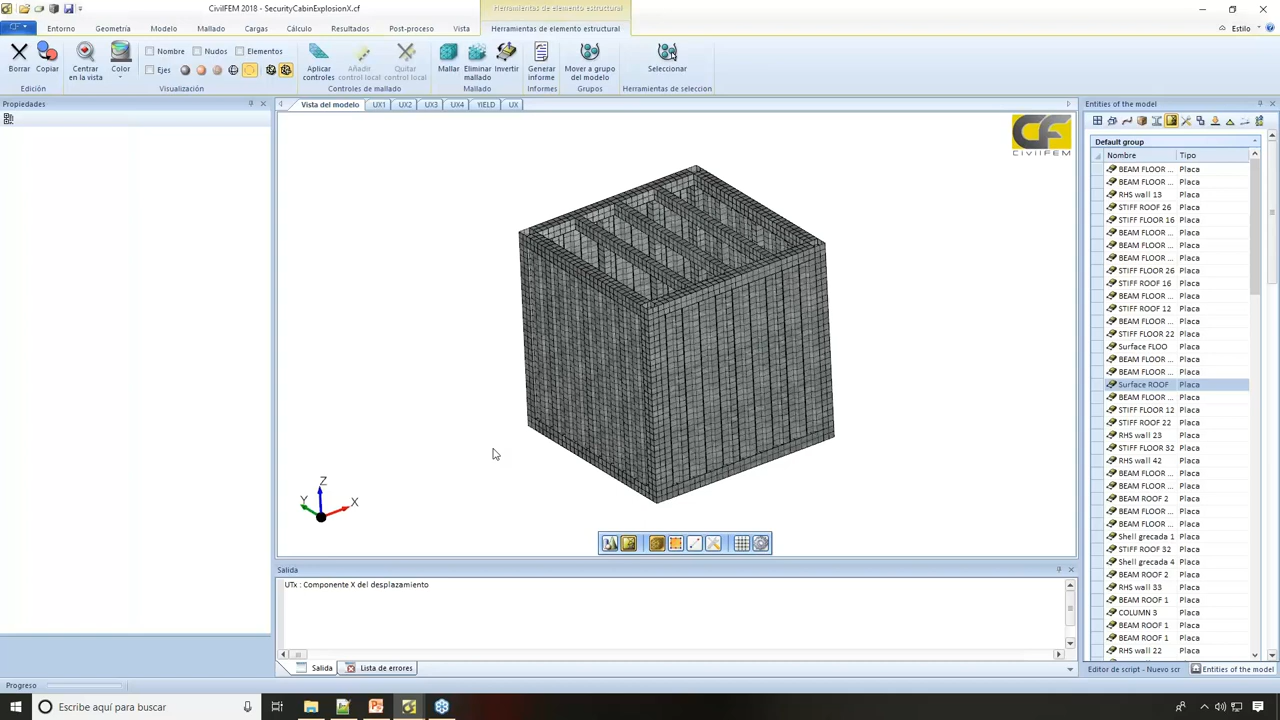 CivilFEM 2018 - SecurityCabinExplosionX.cf
Herramientas de elemento estructural
CF
Entorno
Geometría
Modelo
Mallado
Cargas
Cálculo
Resultados
Post-proceso
Vista
Herramientas de elemento estructural
Estilo
Borrar
Copiar
Edición
Centrar en la vista
Color
Nombre
Nudos
Elementos
Ejes
Visualización
Aplicar controles
Añadir control local
Quitar control local
Controles de mallado
Mallar
Eliminar mallado
Invertir
Mallado
Generar informe
Informes
Mover a grupo del modelo
Grupos
Seleccionar
Herramientas de seleccion
Propiedades
Vista del modelo
UX1
UX2
UX3
UX4
YIELD
UX
CF
CIVILFEM
Z
Y
X
Salida
UTx : Componente X del desplazamiento
Salida
Lista de errores
Entities of the model
Default group
Nombre Tipo
BEAM FLOOR ... Placa
BEAM FLOOR ... Placa
RHS wall 13 Placa
STIFF ROOF 26 Placa
STIFF FLOOR 16 Placa
BEAM FLOOR ... Placa
BEAM FLOOR ... Placa
BEAM FLOOR ... Placa
STIFF FLOOR 26 Placa
STIFF ROOF 16 Placa
BEAM FLOOR ... Placa
STIFF ROOF 12 Placa
BEAM FLOOR ... Placa
STIFF FLOOR 22 Placa
Surface FLOO Placa
BEAM FLOOR ... Placa
BEAM FLOOR ... Placa
Surface ROOF Placa
BEAM FLOOR ... Placa
STIFF FLOOR 12 Placa
STIFF ROOF 22 Placa
RHS wall 23 Placa
STIFF FLOOR 32 Placa
RHS wall 42 Placa
BEAM FLOOR ... Placa
BEAM FLOOR ... Placa
BEAM ROOF 2 Placa
BEAM FLOOR ... Placa
BEAM FLOOR ... Placa
Shell grecada 1 Placa
STIFF ROOF 32 Placa
Shell grecada 4 Placa
BEAM ROOF 2 Placa
RHS wall 33 Placa
BEAM ROOF 1 Placa
COLUMN 3 Placa
BEAM ROOF 1 Placa
BEAM ROOF 1 Placa
RHS wall 22 Placa
Editor de script - Nuevo scr
Entities of the model
Progreso
Escribe aquí para buscar